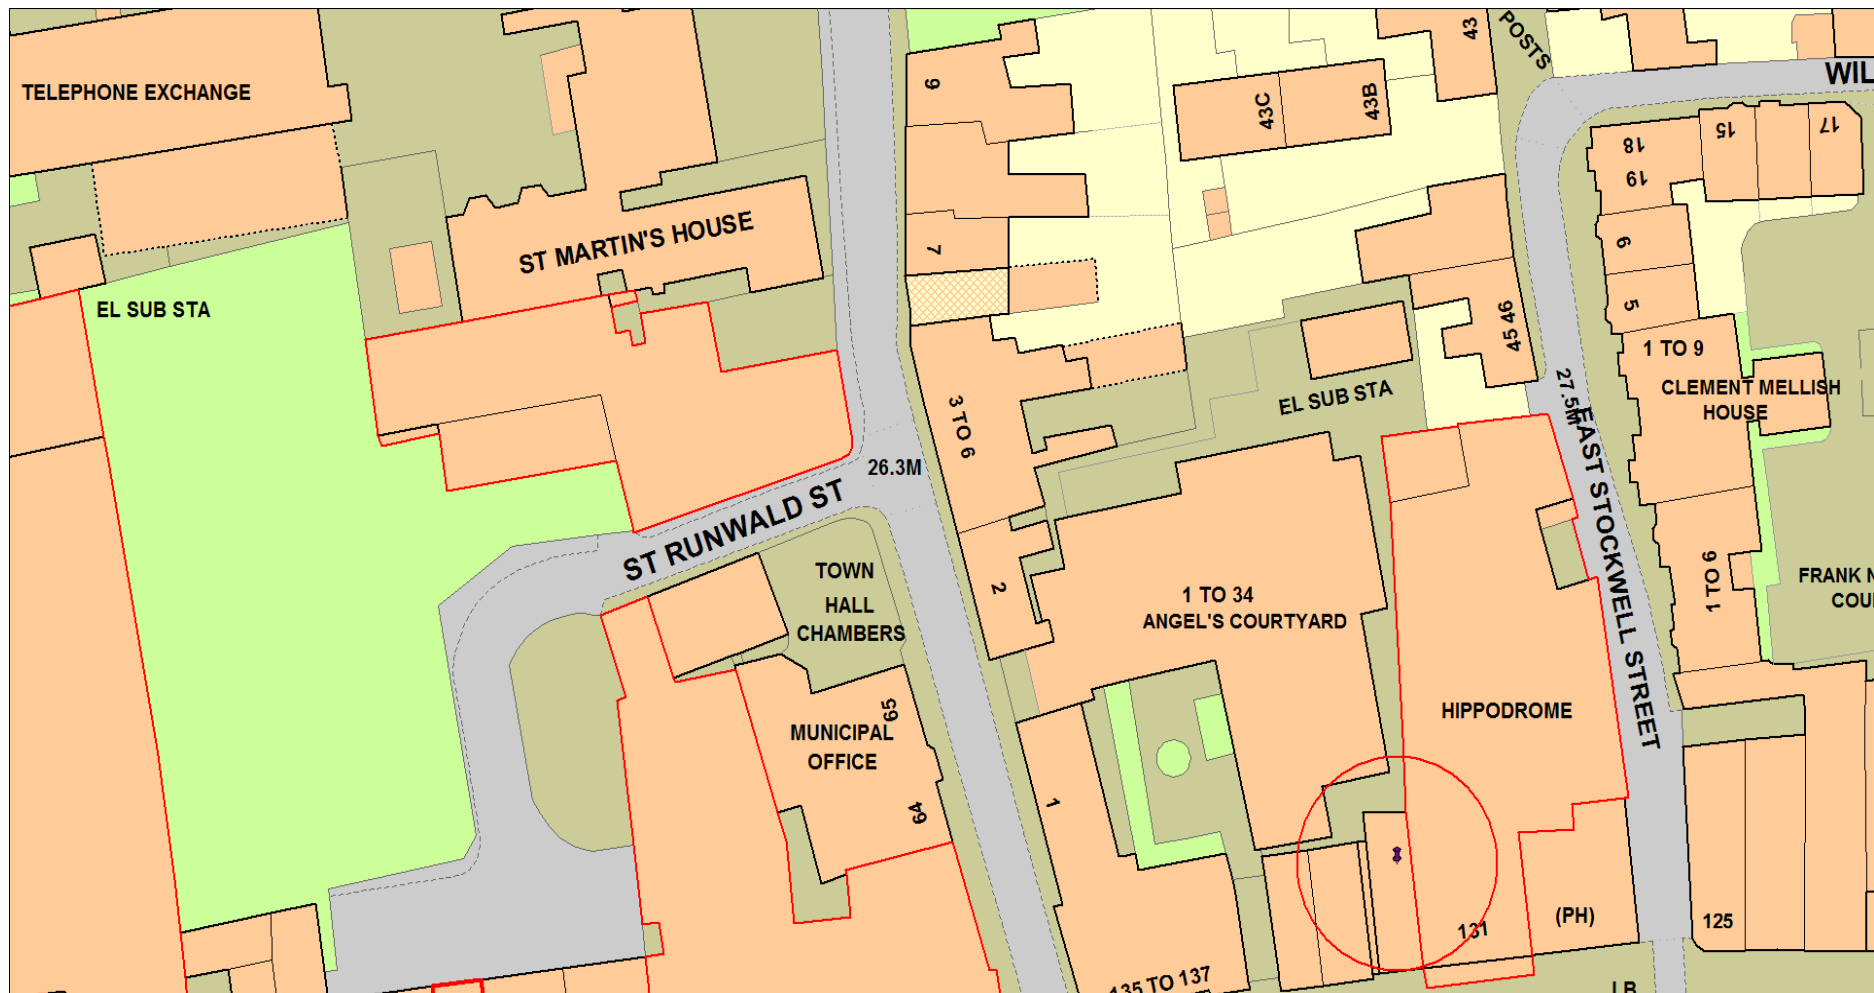 POSTS
43
WIL
TELEPHONE EXCHANGE
9
43C
43B
18
19
15
17
ST MARTIN'S HOUSE
7
6
5
EL SUB STA
45 46
1 TO 9
CLEMENT MELLISH
HOUSE
27.5M
EL SUB STA
3 TO 6
26.3M
EAST STOCKWELL STREET
ST RUNWALD ST
TOWN
HALL
CHAMBERS
2
1 TO 34
ANGEL'S COURTYARD
1 TO 6
FRANK N
COU
HIPPODROME
65
MUNICIPAL
OFFICE
64
1
131
(PH)
125
135 TO 137
LB